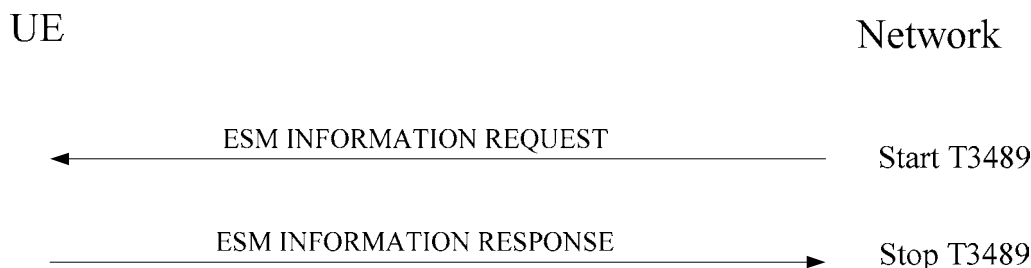 UE
Network
ESM INFORMATION REQUEST
Start T3489
ESM INFORMATION RESPONSE
Stop T3489